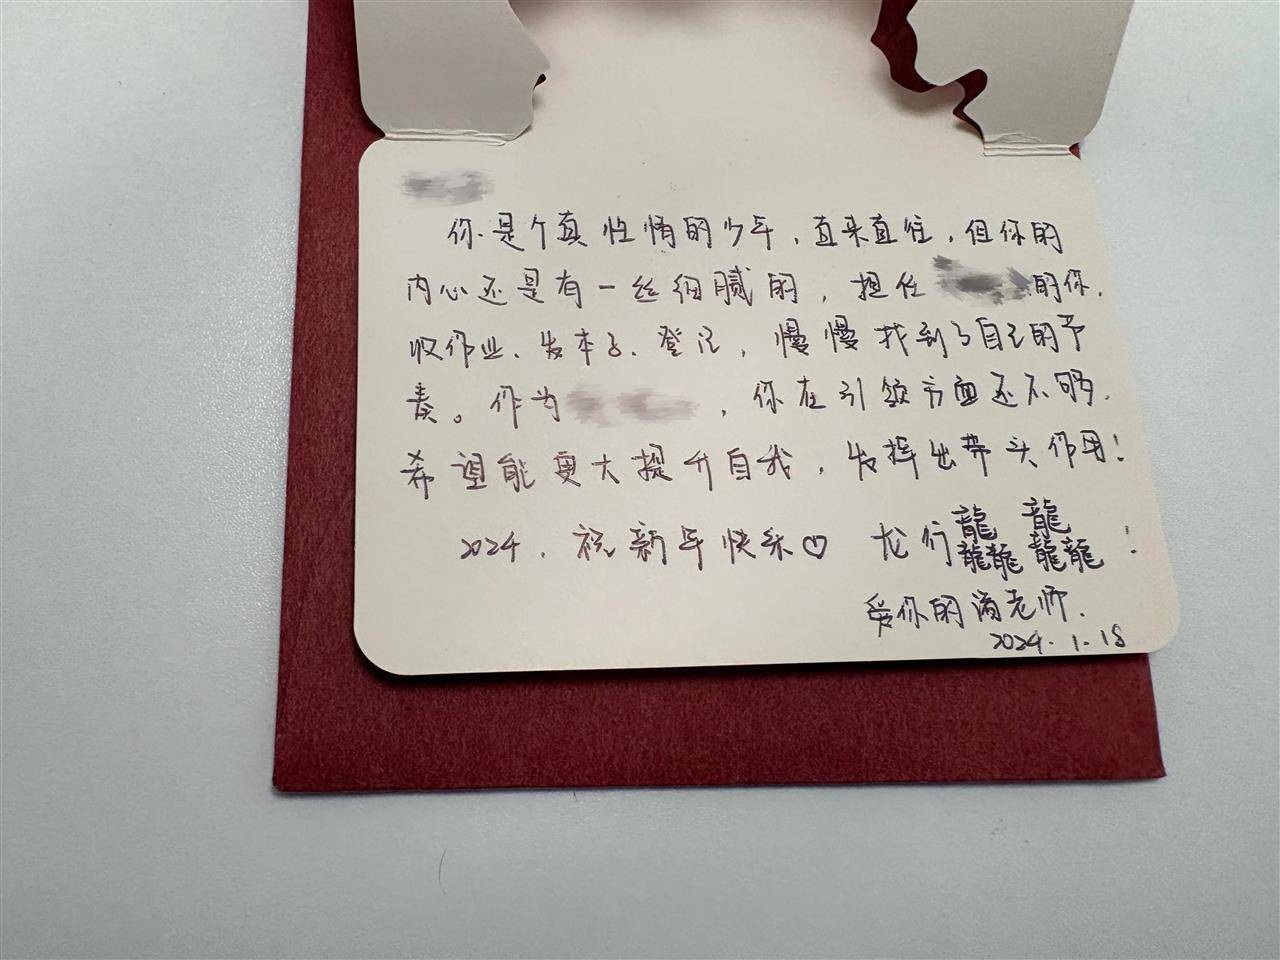 你是个真性情的少年，直来直往，但你的
内心还是有一丝细腻的，担任的你，
收作业、发本子、登记，慢慢找到了自己的节
奏。作为，你在引领方面还不够，
希望能更大提升自我，发挥出带头作用！
2024，祝新年快乐♡ 龙行龘龘！
爱你的潘老师.
2024.1.18